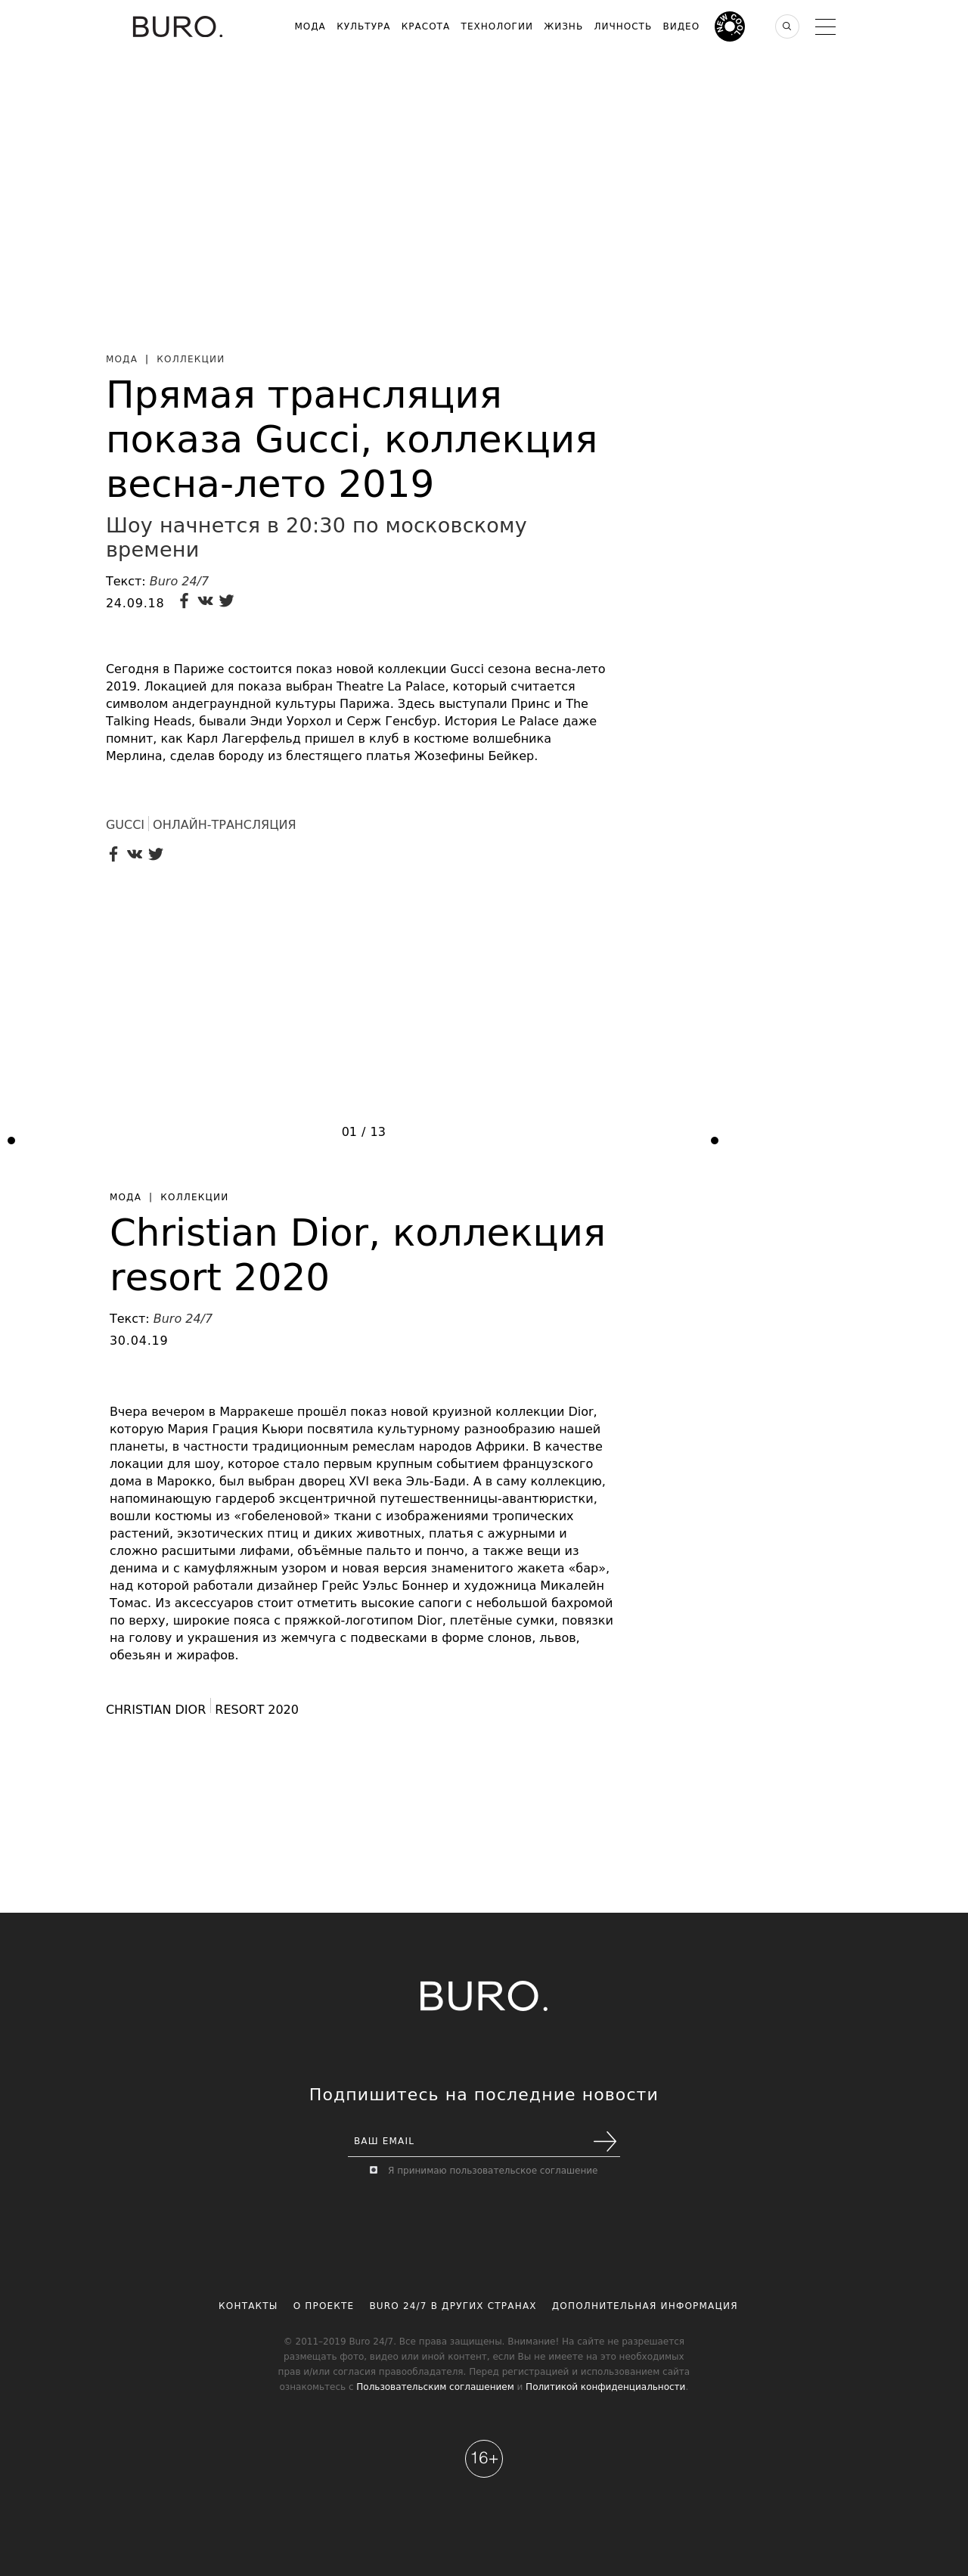 BURO.
МОДА КУЛЬТУРА КРАСОТА ТЕХНОЛОГИИ ЖИЗНЬ ЛИЧНОСТЬ ВИДЕО NEW COOL
МОДА | КОЛЛЕКЦИИ
Прямая трансляция
показа Gucci, коллекция
весна-лето 2019
Шоу начнется в 20:30 по московскому
времени
Текст: Buro 24/7
24.09.18
Сегодня в Париже состоится показ новой коллекции Gucci сезона весна-лето
2019. Локацией для показа выбран Theatre La Palace, который считается
символом андеграундной культуры Парижа. Здесь выступали Принс и The
Talking Heads, бывали Энди Уорхол и Серж Генсбур. История Le Palace даже
помнит, как Карл Лагерфельд пришел в клуб в костюме волшебника
Мерлина, сделав бороду из блестящего платья Жозефины Бейкер.
GUCCI ОНЛАЙН-ТРАНСЛЯЦИЯ
01 / 13
МОДА | КОЛЛЕКЦИИ
Christian Dior, коллекция
resort 2020
Текст: Buro 24/7
30.04.19
Вчера вечером в Марракеше прошёл показ новой круизной коллекции Dior,
которую Мария Грация Кьюри посвятила культурному разнообразию нашей
планеты, в частности традиционным ремеслам народов Африки. В качестве
локации для шоу, которое стало первым крупным событием французского
дома в Марокко, был выбран дворец XVI века Эль-Бади. А в саму коллекцию,
напоминающую гардероб эксцентричной путешественницы-авантюристки,
вошли костюмы из «гобеленовой» ткани с изображениями тропических
растений, экзотических птиц и диких животных, платья с ажурными и
сложно расшитыми лифами, объёмные пальто и пончо, а также вещи из
денима и с камуфляжным узором и новая версия знаменитого жакета «бар»,
над которой работали дизайнер Грейс Уэльс Боннер и художница Микалейн
Томас. Из аксессуаров стоит отметить высокие сапоги с небольшой бахромой
по верху, широкие пояса с пряжкой-логотипом Dior, плетёные сумки, повязки
на голову и украшения из жемчуга с подвесками в форме слонов, львов,
обезьян и жирафов.
CHRISTIAN DIOR RESORT 2020
BURO.
Подпишитесь на последние новости
ВАШ EMAIL
Я принимаю пользовательское соглашение
КОНТАКТЫ О ПРОЕКТЕ BURO 24/7 В ДРУГИХ СТРАНАХ ДОПОЛНИТЕЛЬНАЯ ИНФОРМАЦИЯ
© 2011–2019 Buro 24/7. Все права защищены. Внимание! На сайте не разрешается
размещать фото, видео или иной контент, если Вы не имеете на это необходимых
прав и/или согласия правообладателя. Перед регистрацией и использованием сайта
ознакомьтесь с Пользовательским соглашением и Политикой конфиденциальности.
16+